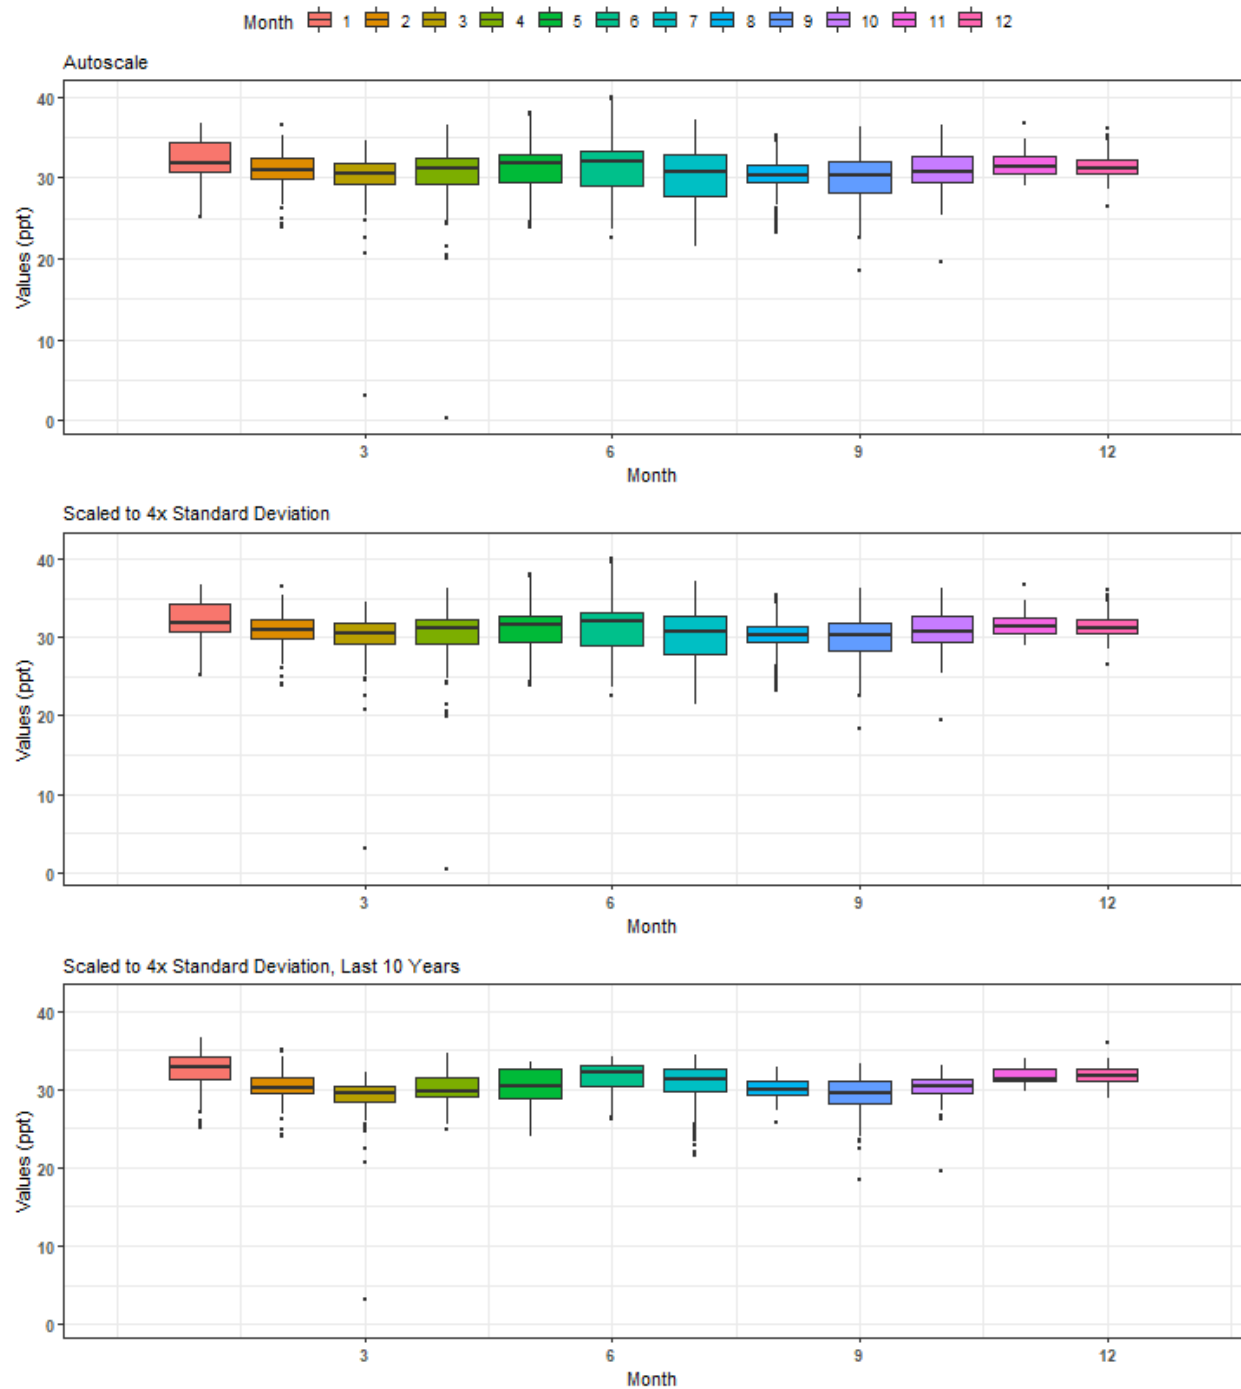 Month 1 2 3 4 5 6 7 8 9 10 11 12
Autoscale
Values (ppt)
40
30
20
10
0
3 6 9 12
Month
Scaled to 4x Standard Deviation
Values (ppt)
40
30
20
10
0
3 6 9 12
Month
Scaled to 4x Standard Deviation, Last 10 Years
Values (ppt)
40
30
20
10
0
3 6 9 12
Month